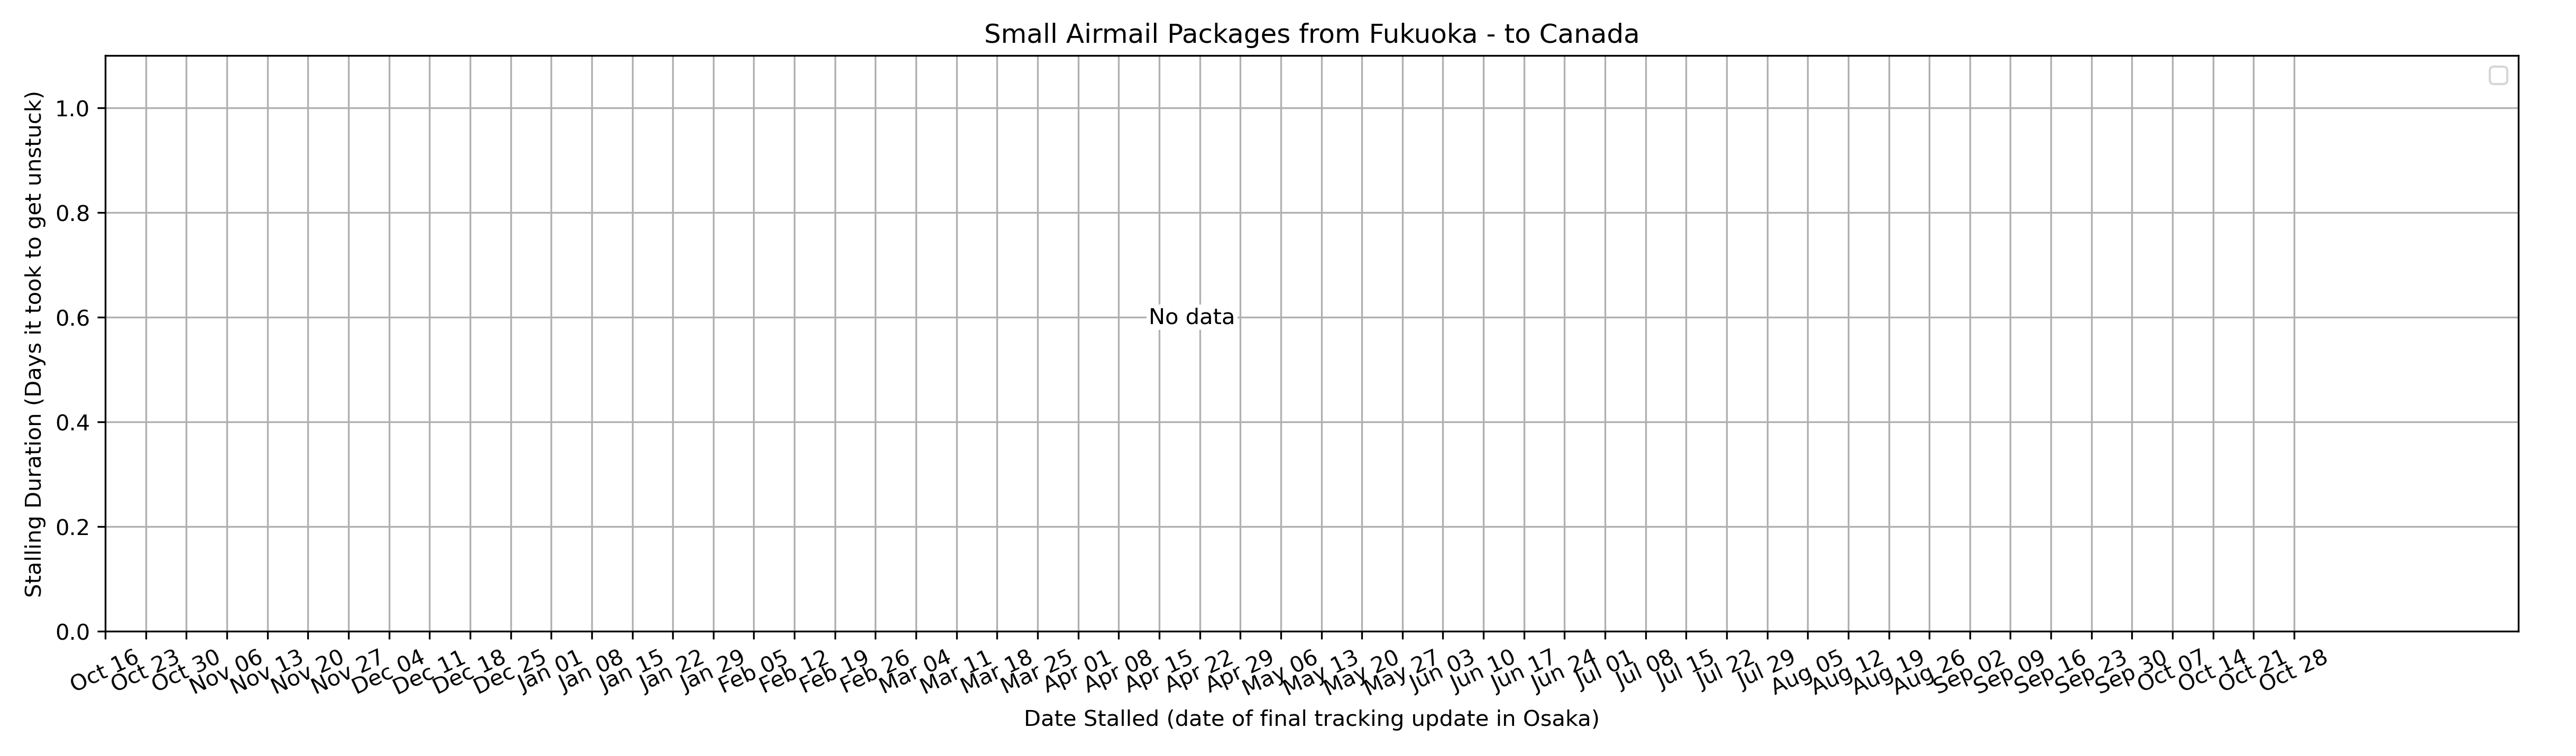 Small Airmail Packages from Fukuoka - to Canada
Stalling Duration (Days it took to get unstuck)
1.0
0.8
0.6
0.4
0.2
0.0
No data
Oct 16
Oct 23
Oct 30
Nov 06
Nov 13
Nov 20
Nov 27
Dec 04
Dec 11
Dec 18
Dec 25
Jan 01
Jan 08
Jan 15
Jan 22
Jan 29
Feb 05
Feb 12
Feb 19
Feb 26
Mar 04
Mar 11
Mar 18
Mar 25
Apr 01
Apr 08
Apr 15
Apr 22
Apr 29
May 06
May 13
May 20
May 27
Jun 03
Jun 10
Jun 17
Jun 24
Jul 01
Jul 08
Jul 15
Jul 22
Jul 29
Aug 05
Aug 12
Aug 19
Aug 26
Sep 02
Sep 09
Sep 16
Sep 23
Sep 30
Oct 07
Oct 14
Oct 21
Oct 28
Date Stalled (date of final tracking update in Osaka)